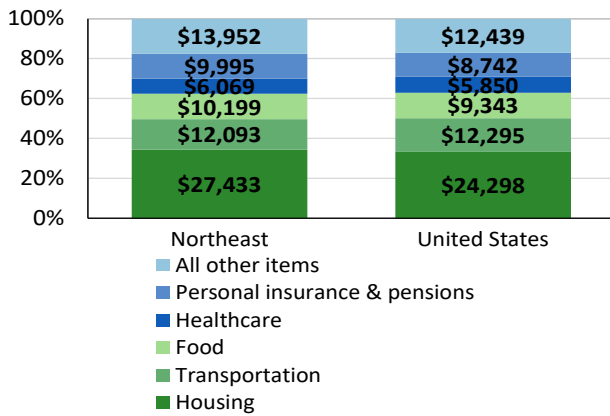 100%
80%
60%
40%
20%
0%
$13,952
$9,995
$6,069
$10,199
$12,093
$27,433
$12,439
$8,742
$5,850
$9,343
$12,295
$24,298
Northeast
United States
All other items
Personal insurance & pensions
Healthcare
Food
Transportation
Housing